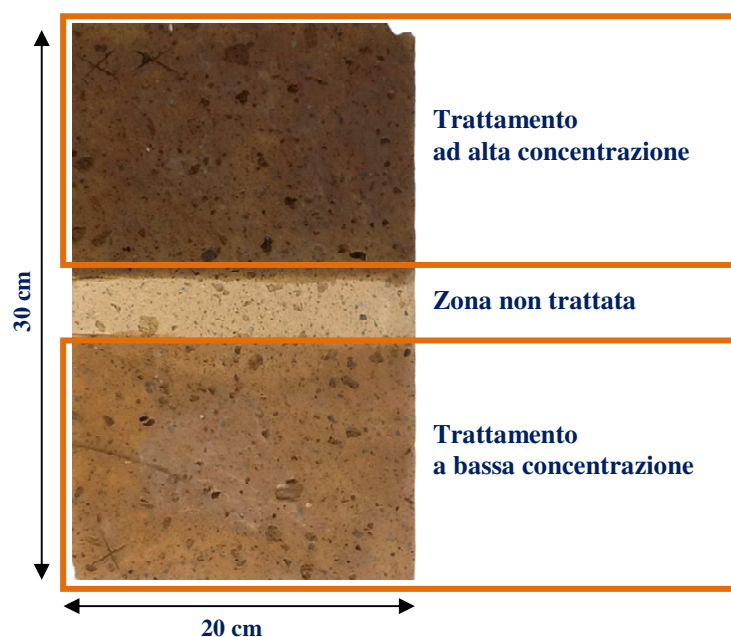 Trattamento
ad alta concentrazione
30 cm
Zona non trattata
Trattamento
a bassa concentrazione
20 cm